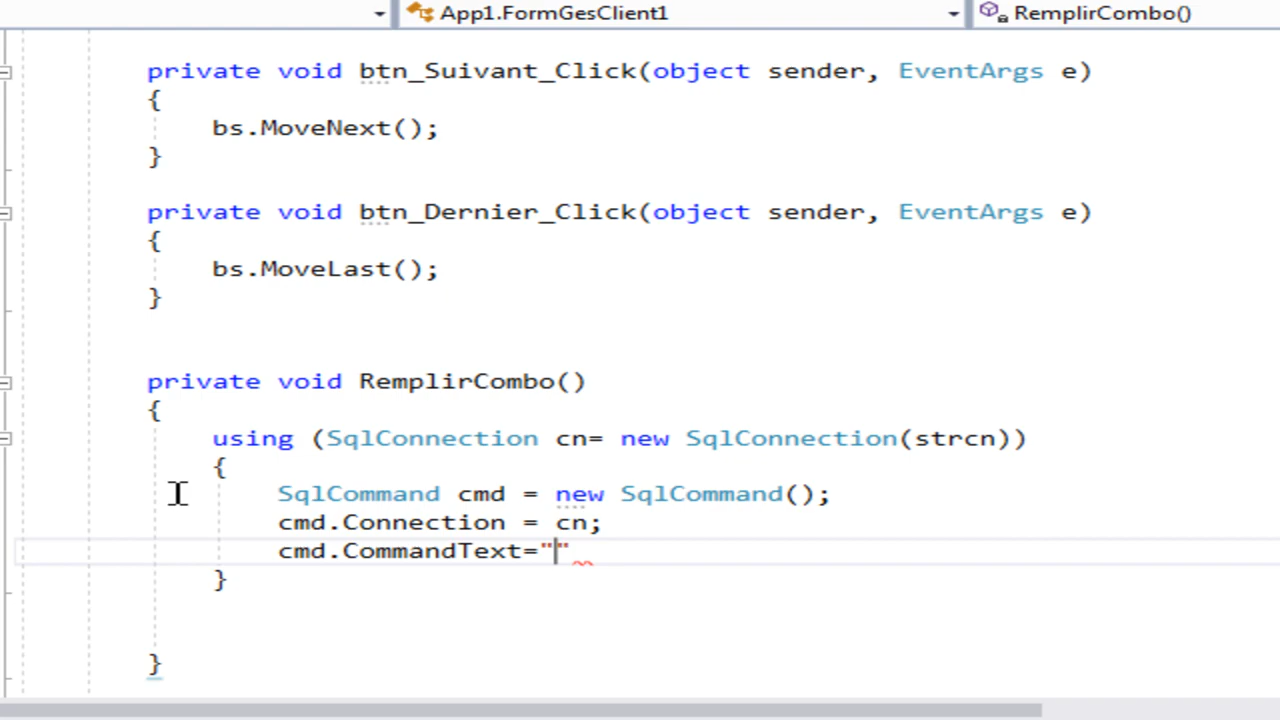 App1.FormGesClient1 RemplirCombo()
private void btn_Suivant_Click(object sender, EventArgs e)
{
bs.MoveNext();
}
private void btn_Dernier_Click(object sender, EventArgs e)
{
bs.MoveLast();
}
private void RemplirCombo()
{
using (SqlConnection cn= new SqlConnection(strcn))
{
SqlCommand cmd = new SqlCommand();
cmd.Connection = cn;
cmd.CommandText=""
}
}